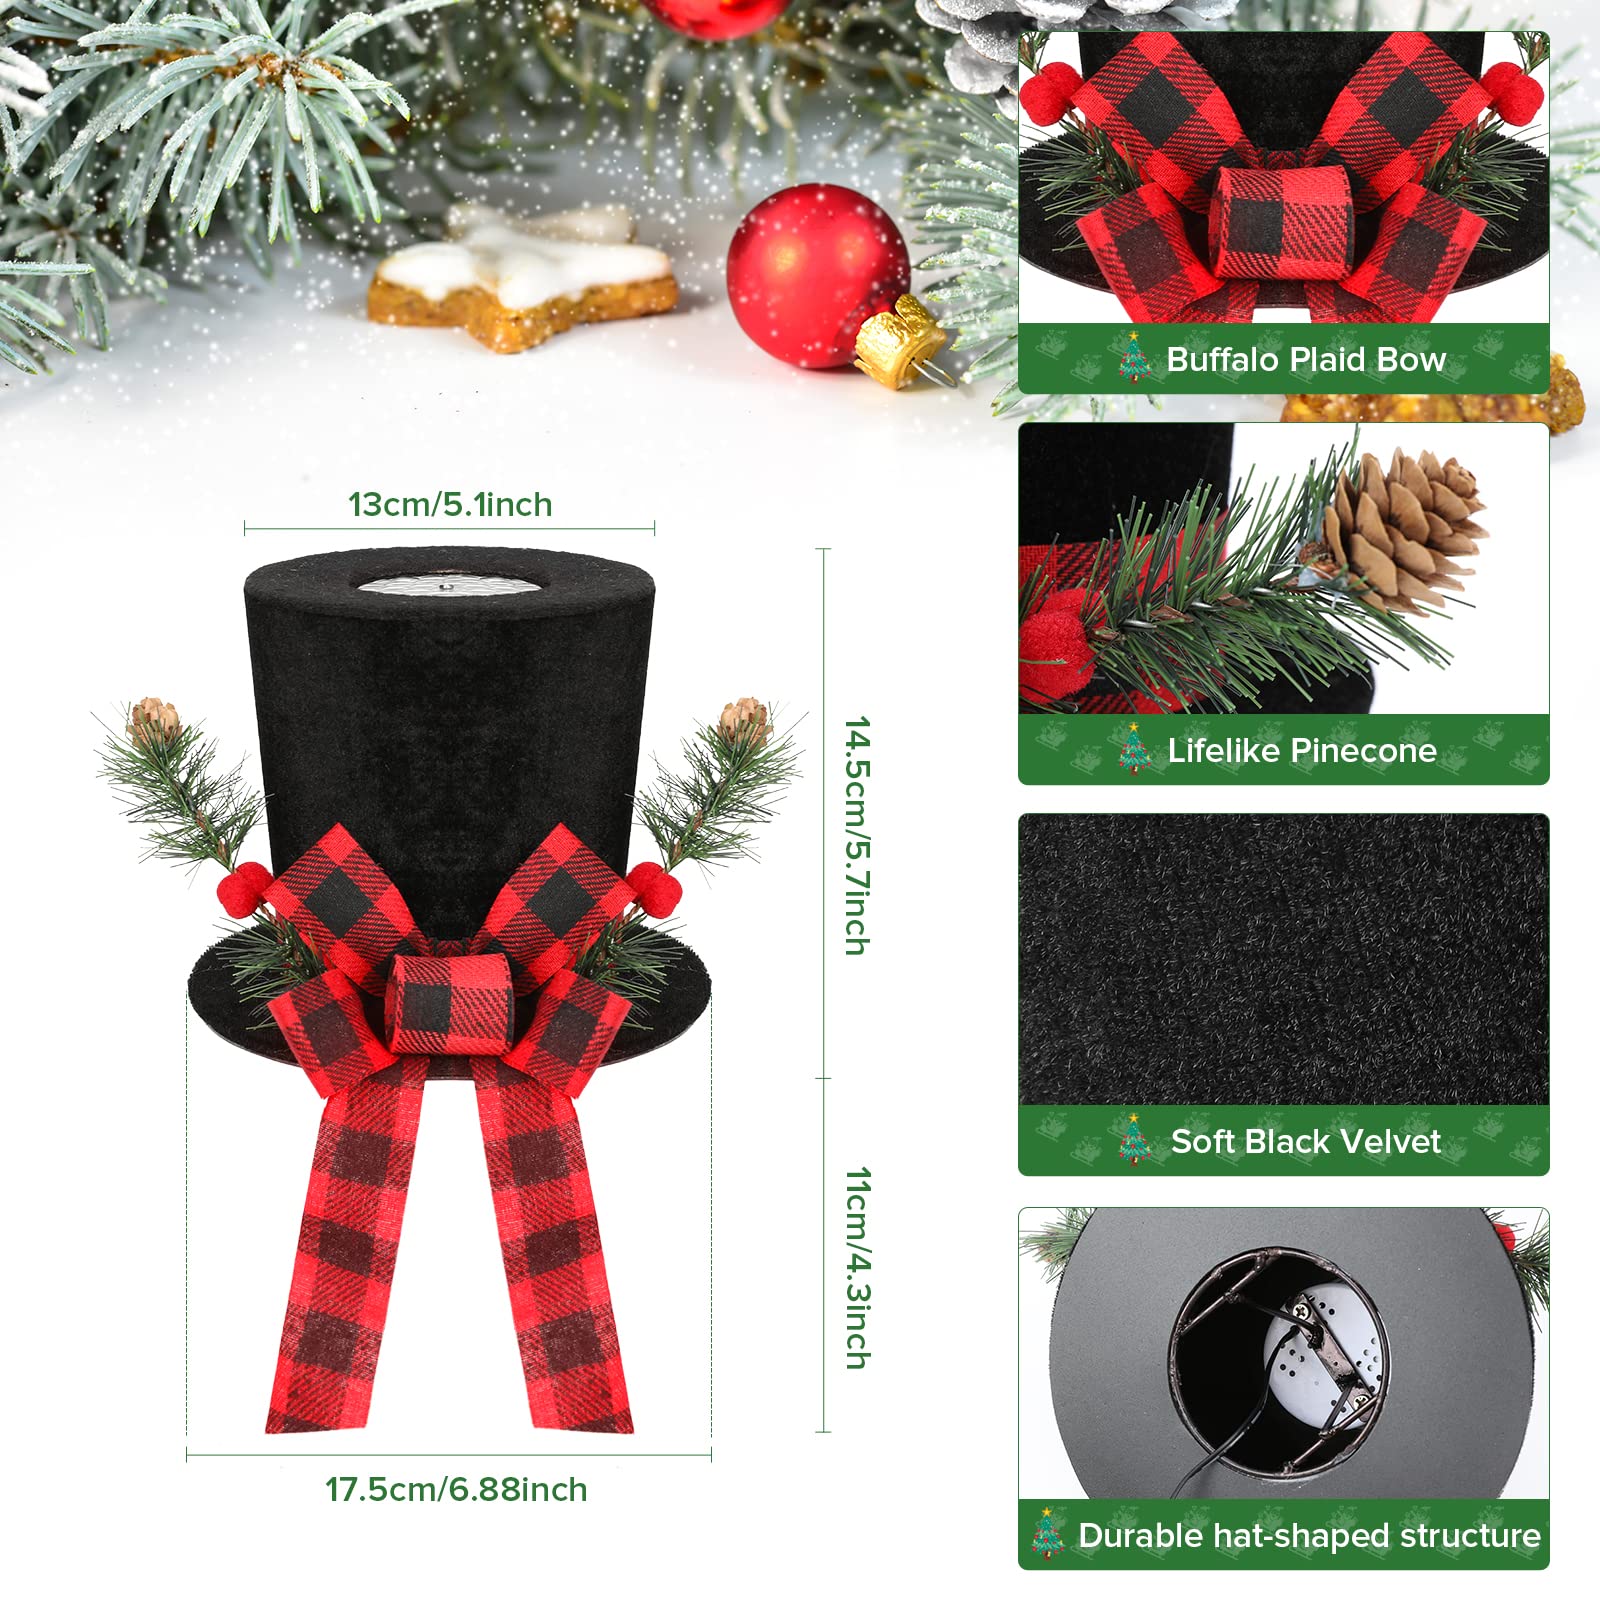 13cm/5.1inch
14.5cm/5.7inch
11cm/4.3inch
17.5cm/6.88inch
Buffalo Plaid Bow
Lifelike Pinecone
Soft Black Velvet
Durable hat-shaped structure